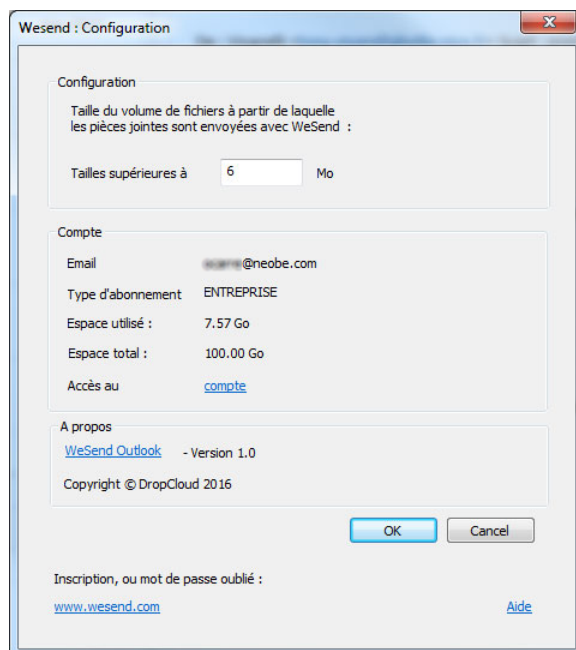 Wesend : Configuration
Configuration
Taille du volume de fichiers à partir de laquelle
les pièces jointes sont envoyées avec WeSend :
Tailles supérieures à 6 Mo
Compte
Email @neobe.com
Type d'abonnement ENTREPRISE
Espace utilisé : 7.57 Go
Espace total : 100.00 Go
Accès au compte
A propos
WeSend Outlook - Version 1.0
Copyright © DropCloud 2016
OK Cancel
Inscription, ou mot de passe oublié :
www.wesend.com Aide